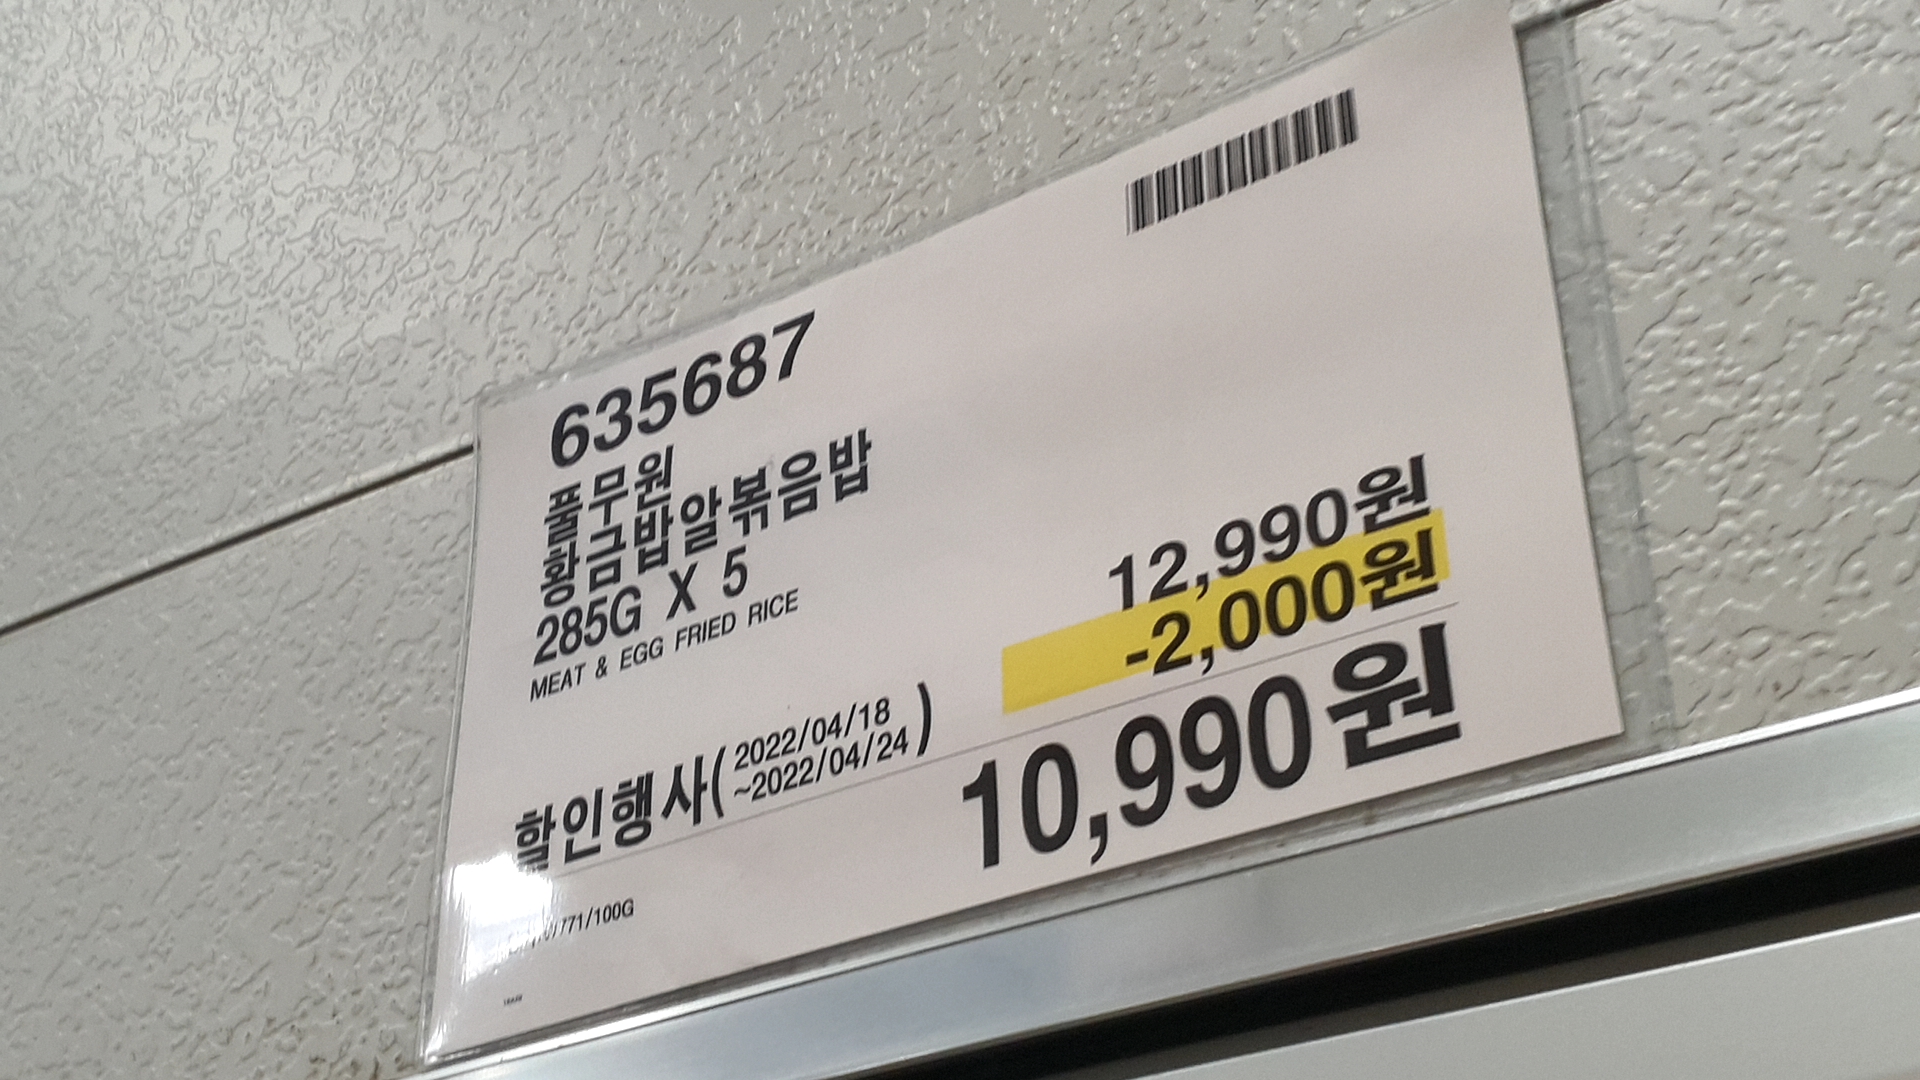 635687
풀무원
황금밥알볶음밥
285G X 5
MEAT & EGG FRIED RICE
12,990원
-2,000원
할인행사(2022/04/18
~2022/04/24)
10,990원
771/100G